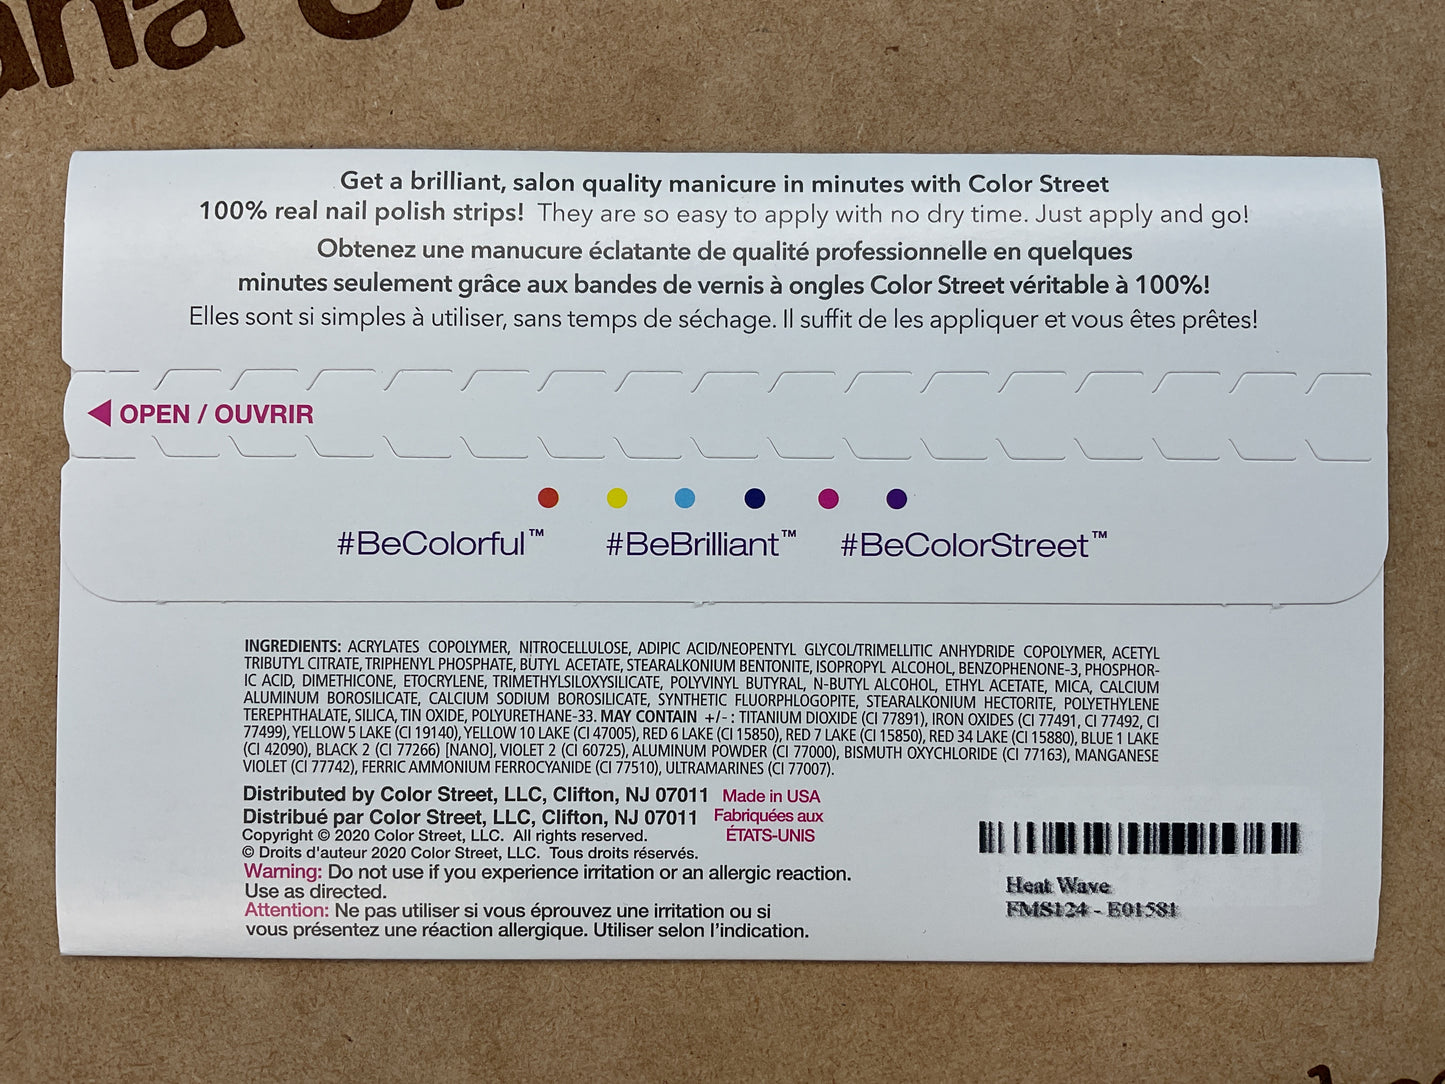 Get a brilliant, salon quality manicure in minutes with Color Street
100% real nail polish strips! They are so easy to apply with no dry time. Just apply and go!
Obtenez une manucure éclatante de qualité professionnelle en quelques
minutes seulement grâce aux bandes de vernis à ongles Color Street véritable à 100%!
Elles sont si simples à utiliser, sans temps de séchage. Il suffit de les appliquer et vous êtes prêtes!
OPEN / OUVRIR
#BeColorful™ #BeBrilliant™ #BeColorStreet™
INGREDIENTS: ACRYLATES COPOLYMER, NITROCELLULOSE, ADIPIC ACID/NEOPENTYL GLYCOL/TRIMELLITIC ANHYDRIDE COPOLYMER, ACETYL
TRIBUTYL CITRATE, TRIPHENYL PHOSPHATE, BUTYL ACETATE, STEARALKONIUM BENTONITE, ISOPROPYL ALCOHOL, BENZOPHENONE-3, PHOSPHOR-
IC ACID, DIMETHICONE, ETOCRYLENE, TRIMETHYLSILOXYSILICATE, POLYVINYL BUTYRAL, N-BUTYL ALCOHOL, ETHYL ACETATE, MICA, CALCIUM
ALUMINUM BOROSILICATE, CALCIUM SODIUM BOROSILICATE, SYNTHETIC FLUORPHLOGOPITE, STEARALKONIUM HECTORITE, POLYETHYLENE
TEREPHTHALATE, SILICA, TIN OXIDE, POLYURETHANE-33. MAY CONTAIN +/- : TITANIUM DIOXIDE (CI 77891), IRON OXIDES (CI 77491, CI 77492, CI
77499), YELLOW 5 LAKE (CI 19140), YELLOW 10 LAKE (CI 47005), RED 6 LAKE (CI 15850), RED 7 LAKE (CI 15850), RED 34 LAKE (CI 15880), BLUE 1 LAKE
(CI 42090), BLACK 2 (CI 77266) [NANO], VIOLET 2 (CI 60725), ALUMINUM POWDER (CI 77000), BISMUTH OXYCHLORIDE (CI 77163), MANGANESE
VIOLET (CI 77742), FERRIC AMMONIUM FERROCYANIDE (CI 77510), ULTRAMARINES (CI 77007).
Distributed by Color Street, LLC, Clifton, NJ 07011 Made in USA
Distribué par Color Street, LLC, Clifton, NJ 07011 Fabriquées aux
ÉTATS-UNIS
Copyright © 2020 Color Street, LLC. All rights reserved.
© Droits d'auteur 2020 Color Street, LLC. Tous droits réservés.
Warning: Do not use if you experience irritation or an allergic reaction.
Use as directed.
Attention: Ne pas utiliser si vous éprouvez une irritation ou si
vous présentez une réaction allergique. Utiliser selon l'indication.
Heat Wave
FMS124 - E01581